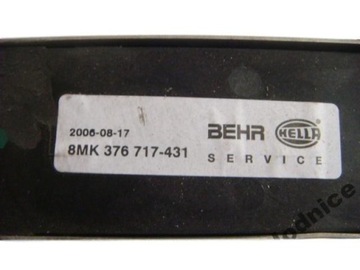 2006-08-17
BEHR HELLA
8MK 376 717-431
SERVICE